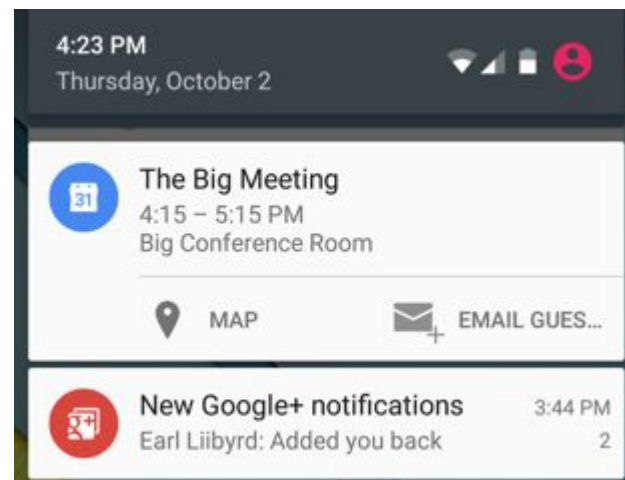 4:23 PM
Thursday, October 2
31
The Big Meeting
4:15 – 5:15 PM
Big Conference Room
MAP
EMAIL GUES...
g+
New Google+ notifications 3:44 PM
Earl Liibyrd: Added you back 2